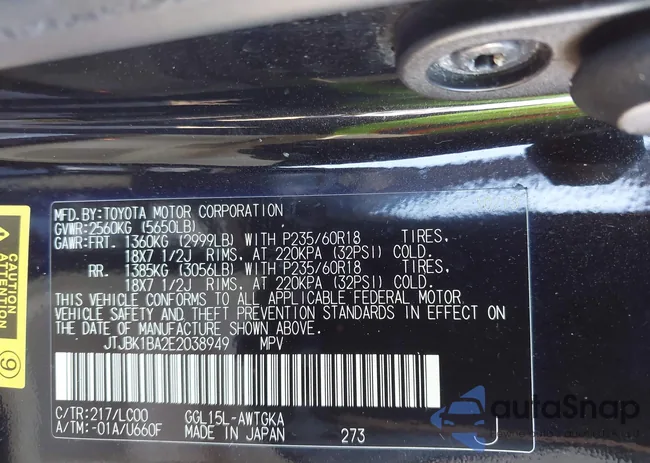 MFD.BY:TOYOTA MOTOR CORPORATION
GVWR:2560KG (5650LB)
GAWR:FRT. 1360KG (2999LB) WITH P235/60R18 TIRES,
18X7 1/2J RIMS, AT 220KPA (32PSI) COLD.
RR. 1385KG (3056LB) WITH P235/60R18 TIRES,
18X7 1/2J RIMS, AT 220KPA (32PSI) COLD.
THIS VEHICLE CONFORMS TO ALL APPLICABLE FEDERAL MOTOR
VEHICLE SAFETY AND THEFT PREVENTION STANDARDS IN EFFECT ON
THE DATE OF MANUFACTURE SHOWN ABOVE.
JTJBK1BA2E2038949 MPV
C/TR:217/LC00 GGL15L-AWTGKA
A/TM:-01A/U660F MADE IN JAPAN 273 J
CAUTION
ATTENTION
9
autoSnap